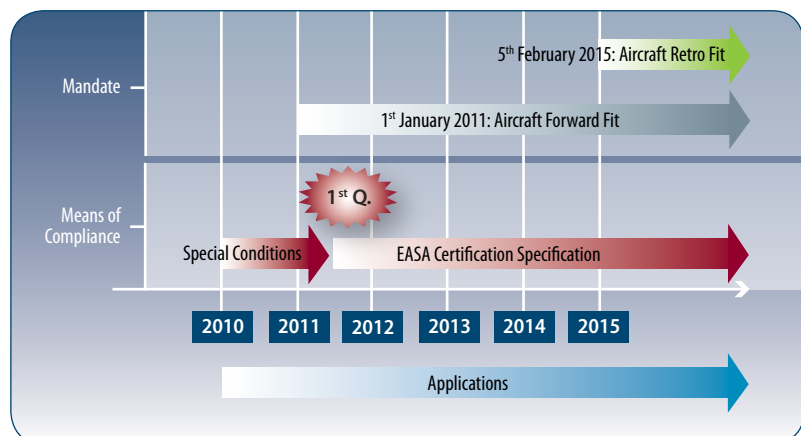 5th February 2015: Aircraft Retro Fit
Mandate
1st January 2011: Aircraft Forward Fit
1st Q.
Means of
Compliance
Special Conditions
EASA Certification Specification
2010
2011
2012
2013
2014
2015
Applications